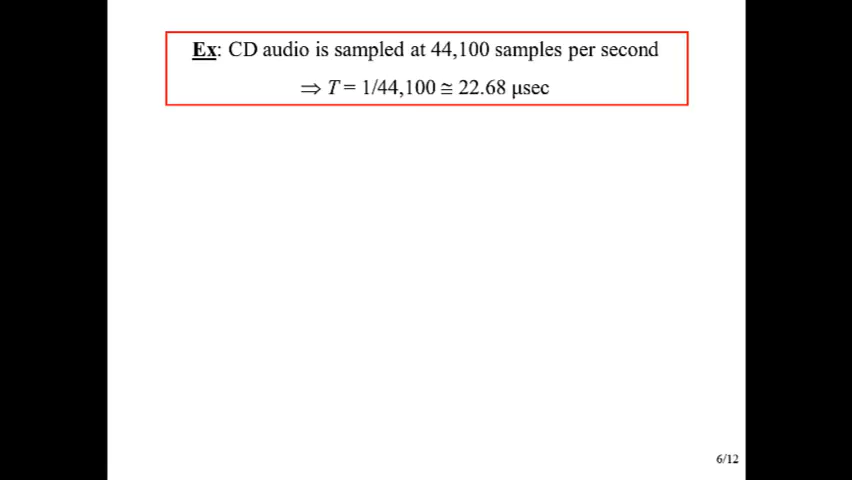 Ex: CD audio is sampled at 44,100 samples per second
⇒ T = 1/44,100 ≅ 22.68 μsec
6/12